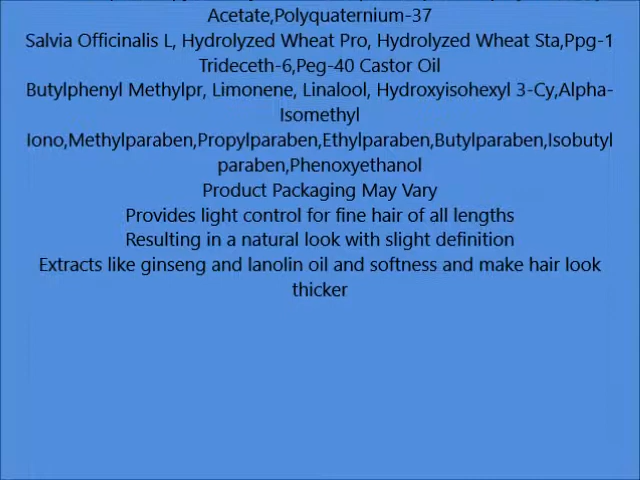 Acetate,Polyquaternium-37
Salvia Officinalis L, Hydrolyzed Wheat Pro, Hydrolyzed Wheat Sta,Ppg-1
Trideceth-6,Peg-40 Castor Oil
Butylphenyl Methylpr, Limonene, Linalool, Hydroxyisohexyl 3-Cy,Alpha-
Isomethyl
Iono,Methylparaben,Propylparaben,Ethylparaben,Butylparaben,Isobutyl
paraben,Phenoxyethanol
Product Packaging May Vary
Provides light control for fine hair of all lengths
Resulting in a natural look with slight definition
Extracts like ginseng and lanolin oil and softness and make hair look
thicker